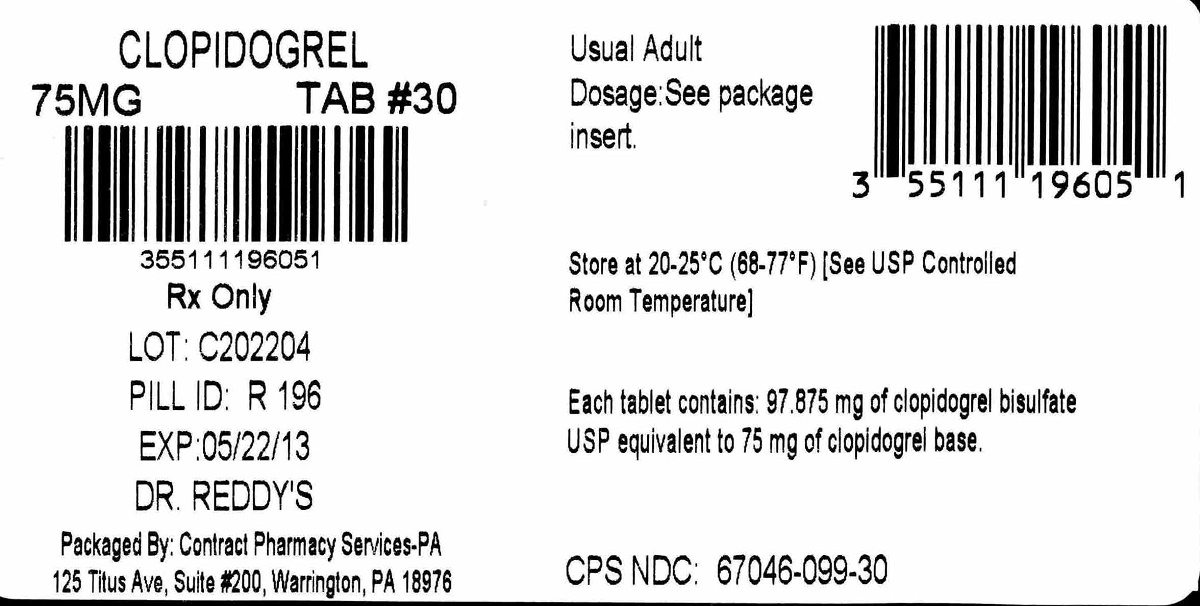 CLOPIDOGREL
75MG TAB #30
355111196051
Rx Only
LOT: C202204
PILL ID: R 196
EXP:05/22/13
DR. REDDY'S
Packaged By: Contract Pharmacy Services-PA
125 Titus Ave, Suite #200, Warrington, PA 18976
Usual Adult
Dosage:See package
insert.
3 55111 19605 1
Store at 20-25°C (68-77°F) [See USP Controlled
Room Temperature]
Each tablet contains: 97.875 mg of clopidogrel bisulfate
USP equivalent to 75 mg of clopidogrel base.
CPS NDC: 67046-099-30